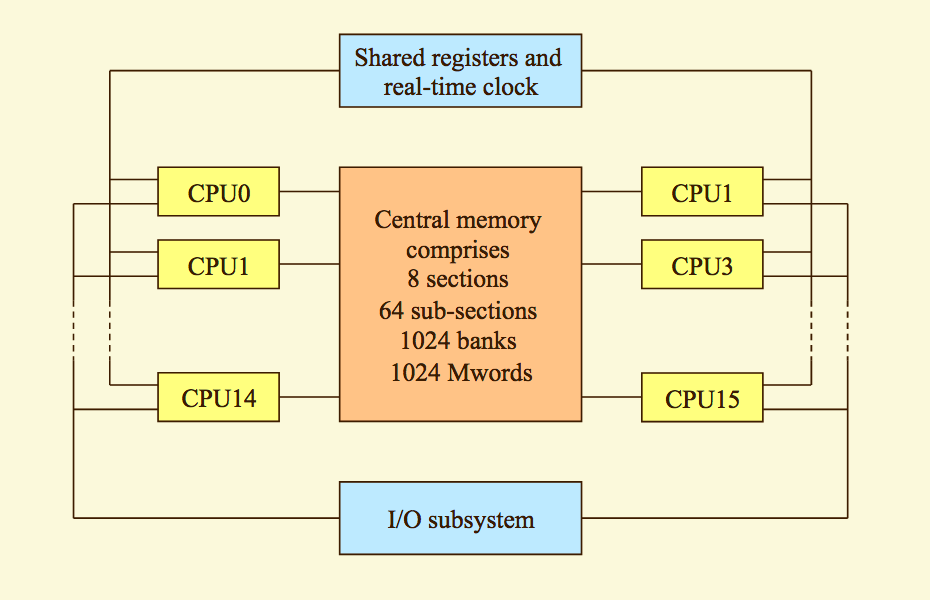 Shared registers and
real-time clock
CPU0
CPU1
CPU14
Central memory
comprises
8 sections
64 sub-sections
1024 banks
1024 Mwords
CPU1
CPU3
CPU15
I/O subsystem